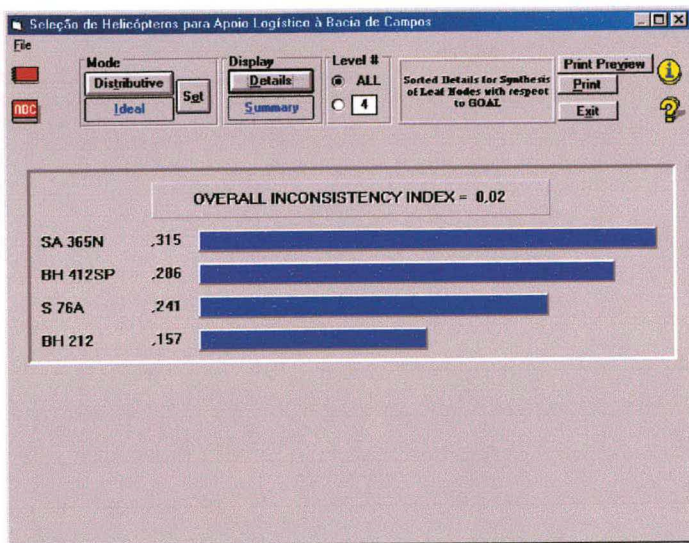 Seleção de Helicópteros para Apoio Logístico à Bacia de Campos
File
Mode
Distributive
Ideal
Set
Display
Details
Summary
Level #
ALL
4
Sorted Details for Synthesis
of Leaf Nodes with respect
to GOAL
Print Preview
Print
Exit
ABC
OVERALL INCONSISTENCY INDEX = 0,02
SA 365N ,315
BH 412SP ,286
S 76A ,241
BH 212 ,157